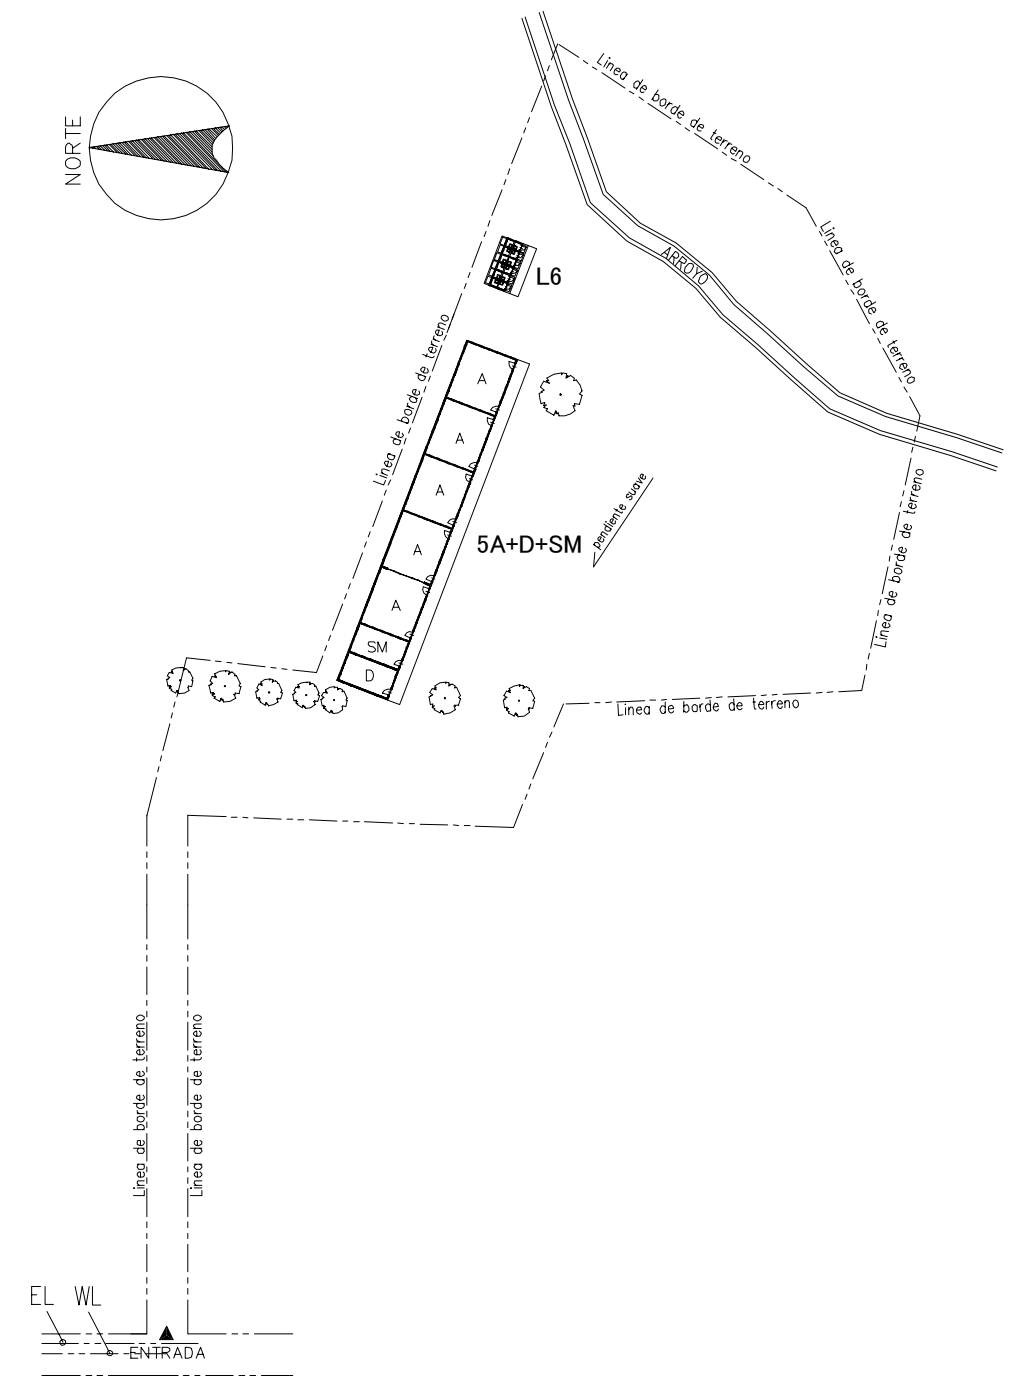 NORTE
Linea de borde de terreno
Linea de borde de terreno
ARROYO
L6
Linea de borde de terreno
A
A
A
A
A
SM
D
5A+D+SM
pendiente suave
Linea de borde de terreno
Linea de borde de terreno
Linea de borde de terreno
Linea de borde de terreno
EL WL
ENTRADA